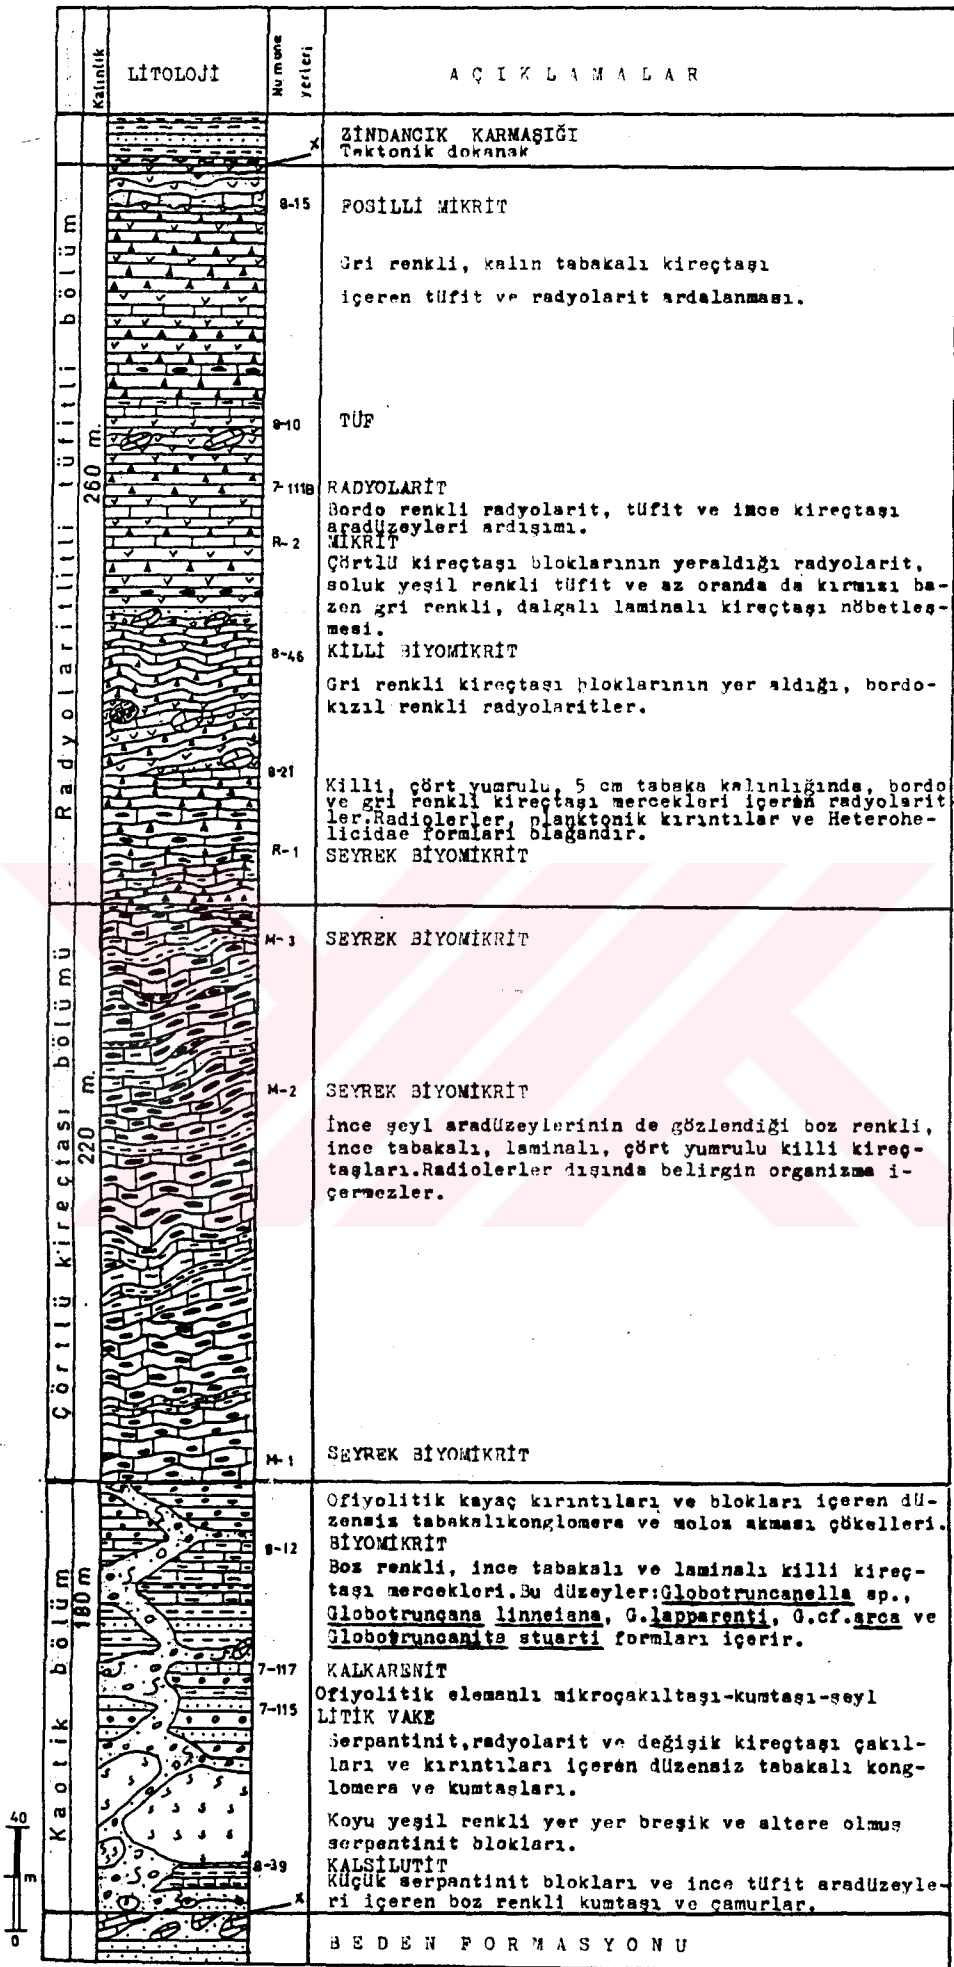 Kalınlık
LİTOLOJİ
Numune yerleri
AÇIKLAMALAR
ZİNDANCIK KARMAŞIĞI
x
Tektonik dokanak
Radyolaritlitli tüfitli bölüm
260 m.
8-15
FOSİLLİ MİKRİT
Gri renkli, kalın tabakalı kireçtaşı
içeren tüfit ve radyolarit ardalanması.
8-10
TÜF
7-111B
RADYOLARİT
Bordo renkli radyolarit, tüfit ve ince kireçtaşı
aradüzeyleri ardışımı.
R-2
MİKRİT
Çörtlü kireçtaşı bloklarının yeraldığı radyolarit,
soluk yeşil renkli tüfit ve az oranda da kırmızı ba-
zen gri renkli, dalgalı laminalı kireçtaşı nöbetleş-
mesi.
8-46
KİLLİ BİYOMİKRİT
Gri renkli kireçtaşı bloklarının yer aldığı, bordo-
kızıl renkli radyolaritler.
8-21
Killi, çört yumrulu, 5 cm tabaka kalınlığında, bordo
ve gri renkli kireçtaşı mercekleri içeren radyolarit
ler.Radiolerler, planktonik kırıntılar ve Heterohe-
licidae formları olağandır.
R-1
SEYREK BİYOMİKRİT
Çörtlü kireçtaşı bölümü
220 m.
M-3
SEYREK BİYOMİKRİT
M-2
SEYREK BİYOMİKRİT
İnce şeyl aradüzeylerinin de gözlendiği boz renkli,
ince tabakalı, laminalı, çört yumrulu killi kireç-
taşları.Radiolerler dışında belirgin organizma i-
çermezler.
M-1
SEYREK BİYOMİKRİT
Kaotik bölüm
180 m
Ofiyolitik kayaç kırıntıları ve blokları içeren dü-
zensiz tabakalıkonglomera ve moloz akması çökelleri.
8-12
BİYOMİKRİT
Boz renkli, ince tabakalı ve laminalı killi kireç-
taşı mercekleri.Bu düzeyler:Globotruncanella sp.,
Globotruncana linneiana, G.lapparenti, G.cf.arca ve
Globotruncanita stuarti formları içerir.
7-117
KALKARENİT
Ofiyolitik elemanlı mikroçakıltaşı-kumtaşı-şeyl
7-115
LİTİK VAKE
Serpantinit,radyolarit ve değişik kireçtaşı çakıl-
ları ve kırıntıları içeren düzensiz tabakalı kong-
lomera ve kumtaşları.
Koyu yeşil renkli yer yer breşik ve altere olmuş
serpantinit blokları.
8-39
KALSİLUTİT
Küçük serpantinit blokları ve ince tüfit aradüzeyle-
ri içeren boz renkli kumtaşı ve çamurlar.
x
BEDEN FORMASYONU
40
m
0